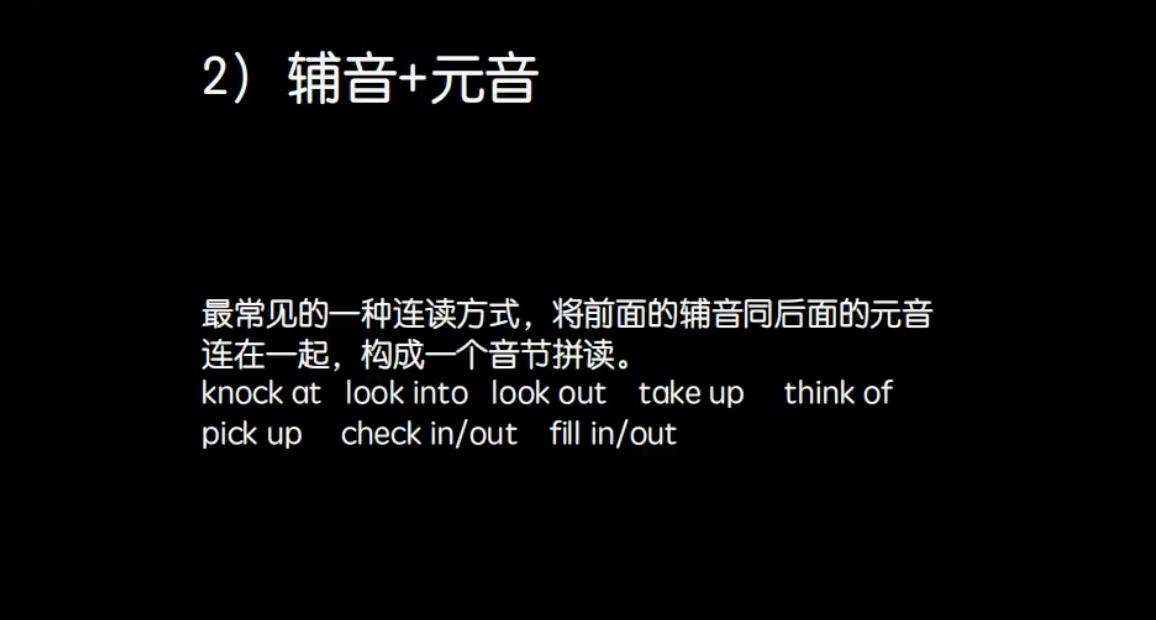 2）辅音+元音
最常见的一种连读方式，将前面的辅音同后面的元音
连在一起，构成一个音节拼读。
knock at look into look out take up think of
pick up check in/out fill in/out